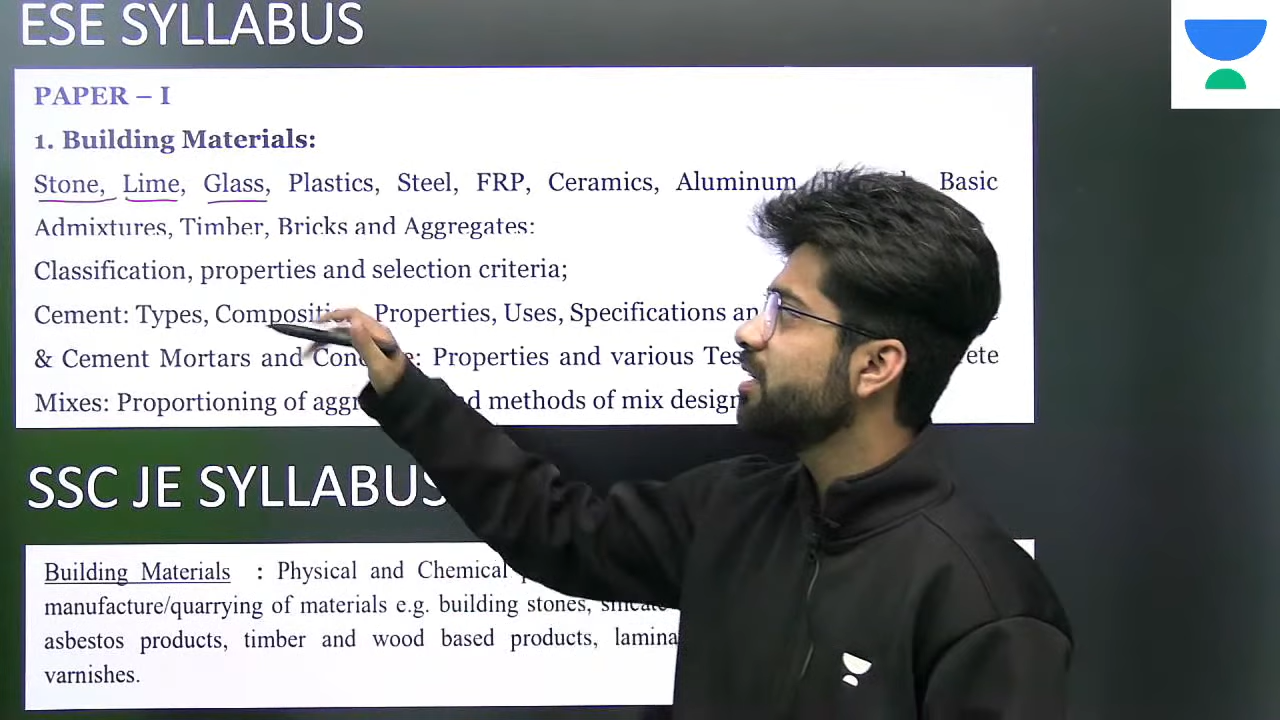 ESE SYLLABUS
PAPER – I
1. Building Materials:
Stone, Lime, Glass, Plastics, Steel, FRP, Ceramics, Aluminum, Basic
Admixtures, Timber, Bricks and Aggregates:
Classification, properties and selection criteria;
Cement: Types, Properties, Uses, Specifications
& Cement Mortars and Properties and various
Mixes: Proportioning of methods of mix design
SSC JE SYLLABUS
Building Materials : Physical and Chemical
manufacture/quarrying of materials e.g. building stones,
asbestos products, timber and wood based products,
varnishes.